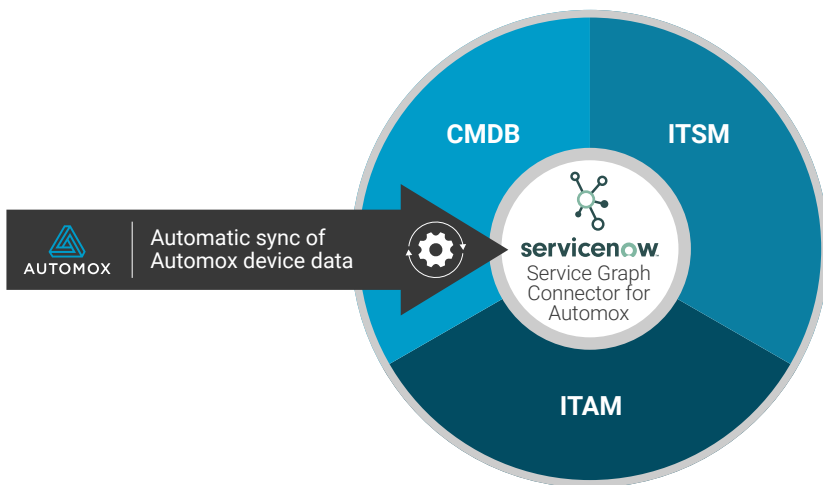 CMDB
ITSM
AUTOMOX
Automatic sync of
Automox device data
servicenow.
Service Graph
Connector for
Automox
ITAM